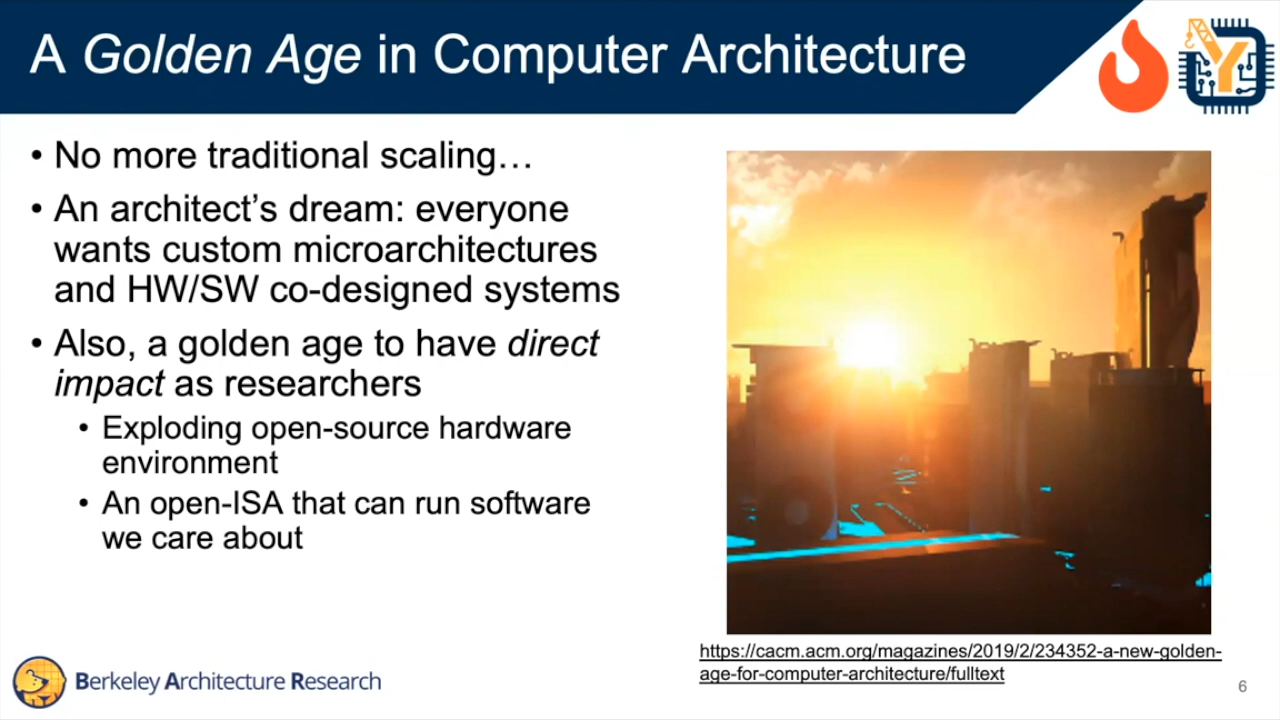 A Golden Age in Computer Architecture
• No more traditional scaling…
• An architect's dream: everyone
wants custom microarchitectures
and HW/SW co-designed systems
• Also, a golden age to have direct
impact as researchers
• Exploding open-source hardware
environment
• An open-ISA that can run software
we care about
https://cacm.acm.org/magazines/2019/2/234352-a-new-golden-
age-for-computer-architecture/fulltext
Berkeley Architecture Research
6